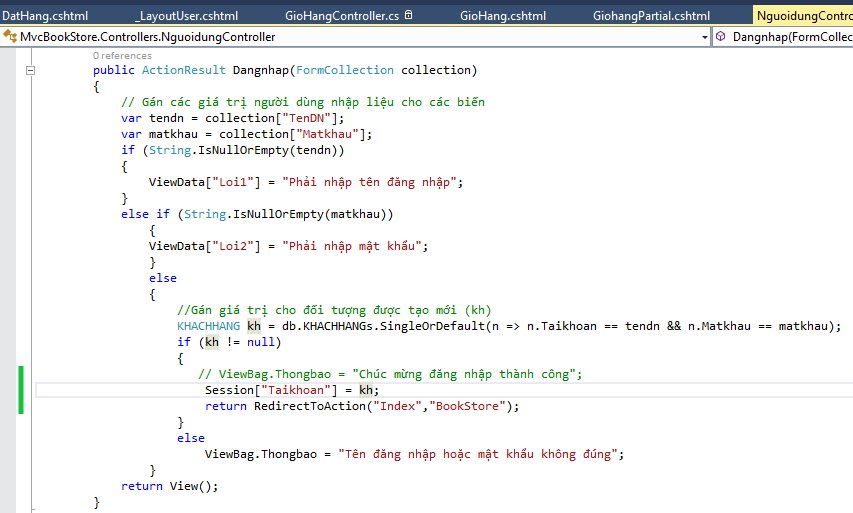 DatHang.cshtml _LayoutUser.cshtml GioHangController.cs GioHang.cshtml GiohangPartial.cshtml NguoidungContro
MvcBookStore.Controllers.NguoidungController Dangnhap(FormCollec
0 references
public ActionResult Dangnhap(FormCollection collection)
{
// Gán các giá trị người dùng nhập liệu cho các biến
var tendn = collection["TenDN"];
var matkhau = collection["Matkhau"];
if (String.IsNullOrEmpty(tendn))
{
ViewData["Loi1"] = "Phải nhập tên đăng nhập";
}
else if (String.IsNullOrEmpty(matkhau))
{
ViewData["Loi2"] = "Phải nhập mật khẩu";
}
else
{
//Gán giá trị cho đối tượng được tạo mới (kh)
KHACHHANG kh = db.KHACHHANGs.SingleOrDefault(n => n.Taikhoan == tendn && n.Matkhau == matkhau);
if (kh != null)
{
// ViewBag.Thongbao = "Chúc mừng đăng nhập thành công";
Session["Taikhoan"] = kh;
return RedirectToAction("Index","BookStore");
}
else
ViewBag.Thongbao = "Tên đăng nhập hoặc mật khẩu không đúng";
}
return View();
}